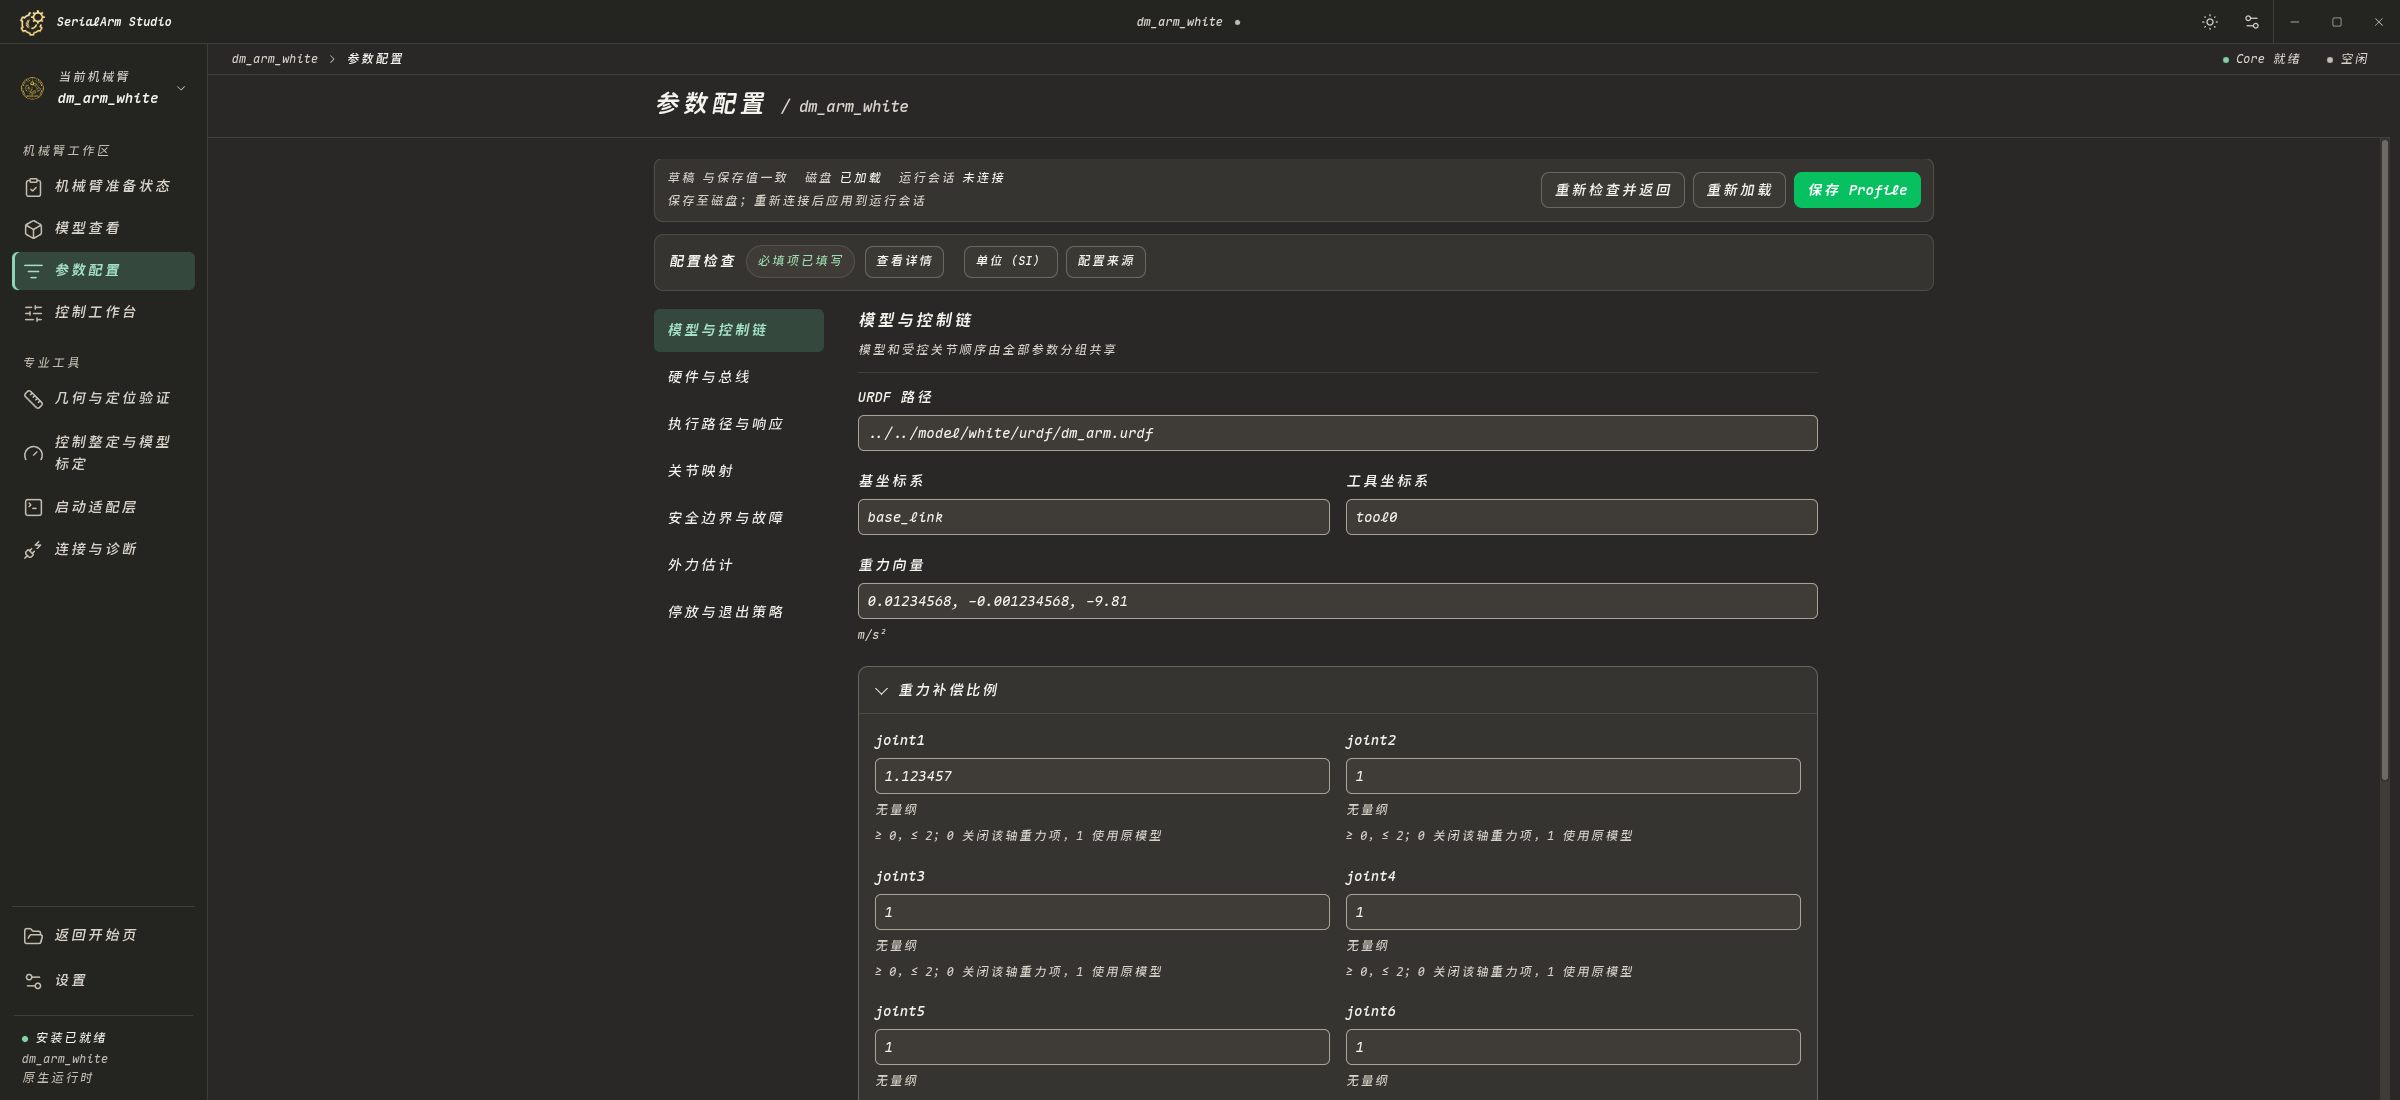 SerialArm Studio
dm_arm_white
当前机械臂
dm_arm_white
dm_arm_white > 参数配置
Core 就绪
空闲
机械臂工作区
机械臂准备状态
模型查看
参数配置
控制工作台
专业工具
几何与定位验证
控制整定与模型
标定
启动适配层
连接与诊断
返回开始页
设置
安装已就绪
dm_arm_white
原生运行时
参数配置 / dm_arm_white
草稿 与保存值一致 磁盘 已加载 运行会话 未连接
保存至磁盘；重新连接后应用到运行会话
重新检查并返回
重新加载
保存 Profile
配置检查
必填项已填写
查看详情
单位 (SI)
配置来源
模型与控制链
硬件与总线
执行路径与响应
关节映射
安全边界与故障
外力估计
停放与退出策略
模型与控制链
模型和受控关节顺序由全部参数分组共享
URDF 路径
../../model/white/urdf/dm_arm.urdf
基坐标系
工具坐标系
base_link
tool0
重力向量
0.01234568, -0.001234568, -9.81
m/s²
重力补偿比例
joint1
joint2
1.123457
1
无量纲
无量纲
≥ 0, ≤ 2; 0 关闭该轴重力项, 1 使用原模型
≥ 0, ≤ 2; 0 关闭该轴重力项, 1 使用原模型
joint3
joint4
1
1
无量纲
无量纲
≥ 0, ≤ 2; 0 关闭该轴重力项, 1 使用原模型
≥ 0, ≤ 2; 0 关闭该轴重力项, 1 使用原模型
joint5
joint6
1
1
无量纲
无量纲